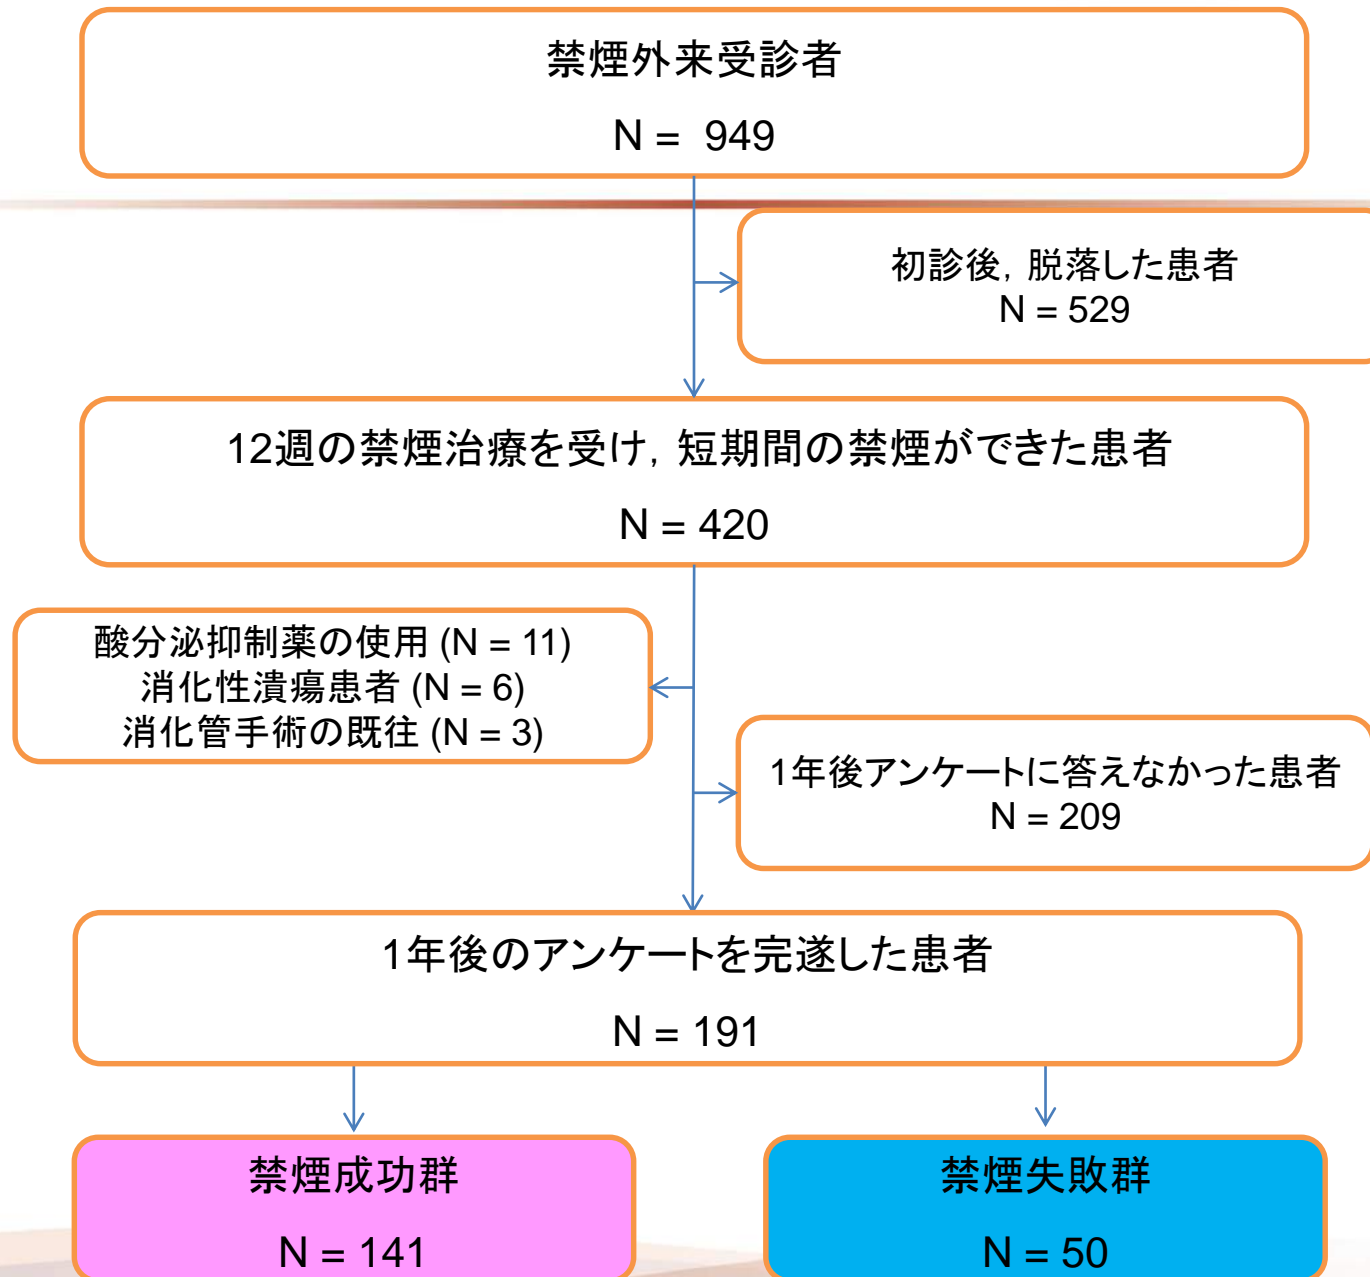 禁煙外来受診者
N = 949
初診後, 脱落した患者
N = 529
12週の禁煙治療を受け, 短期間の禁煙ができた患者
N = 420
酸分泌抑制薬の使用 (N = 11)
消化性潰瘍患者 (N = 6)
消化管手術の既往 (N = 3)
1年後アンケートに答えなかった患者
N = 209
1年後のアンケートを完遂した患者
N = 191
禁煙成功群
N = 141
禁煙失敗群
N = 50